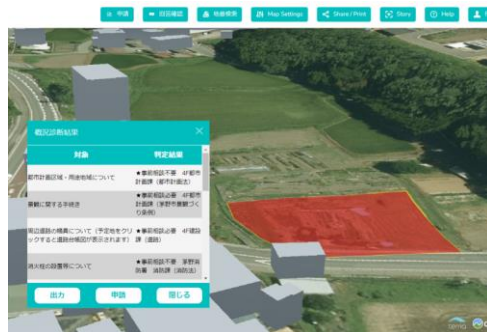 申請
回答確認
地番検索
Map Settings
Share / Print
Story
Help
概況診断結果
対象 判定結果
都市計画区域・用途地域について ★事前相談不要 4F都市
計画課（都市計画法）
景観に関する手続き ★事前相談必要 4F都市
計画課（茅野市景観づく
り条例）
周辺道路の幅員について（予定地をクリ ★事前相談必要 4F建設
ックすると道路台帳図が表示されます） 課（道路）
消火栓の設置等について ★事前相談不要 茅野消
防署 消防課（消防法）
出力 申請 閉じる